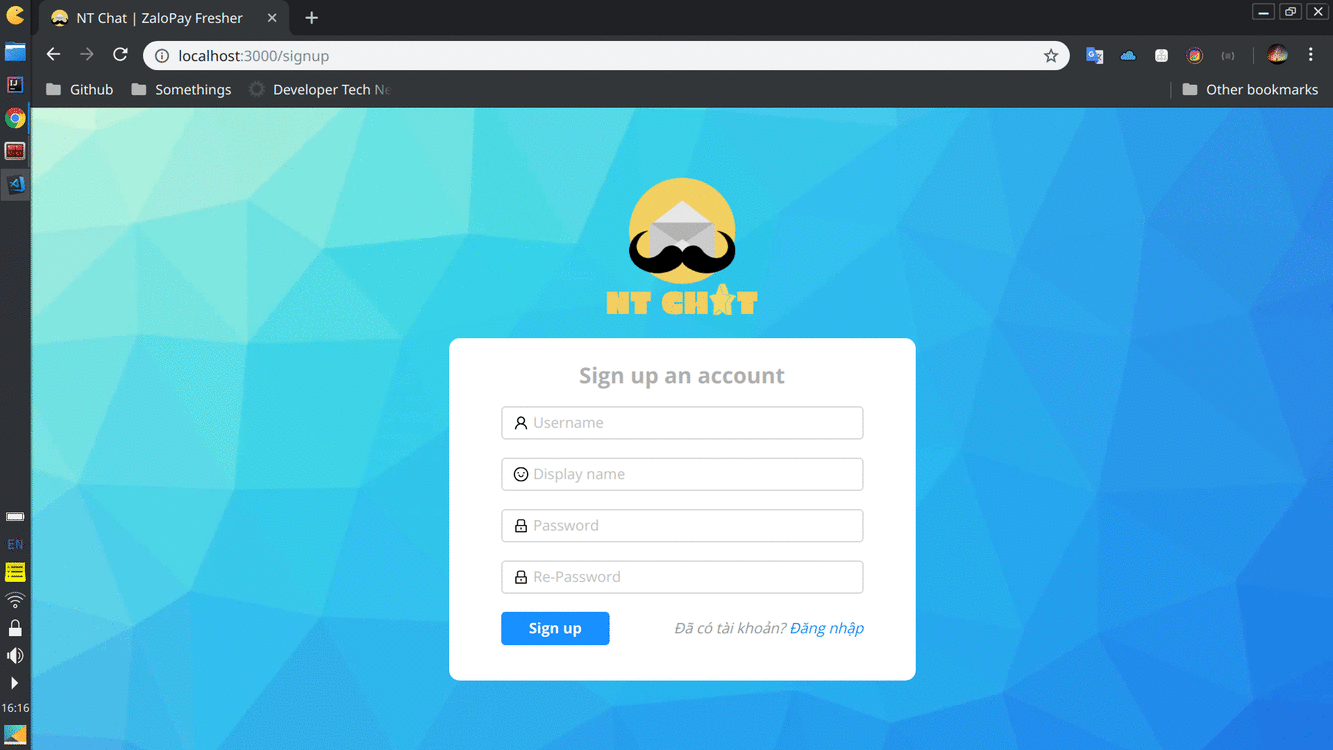 NT Chat | ZaloPay Fresher
localhost:3000/signup
Github
Somethings
Developer Tech Ne
Other bookmarks
NT CHAT
Sign up an account
Username
Display name
Password
Re-Password
Sign up
Đã có tài khoản? Đăng nhập
EN
16:16